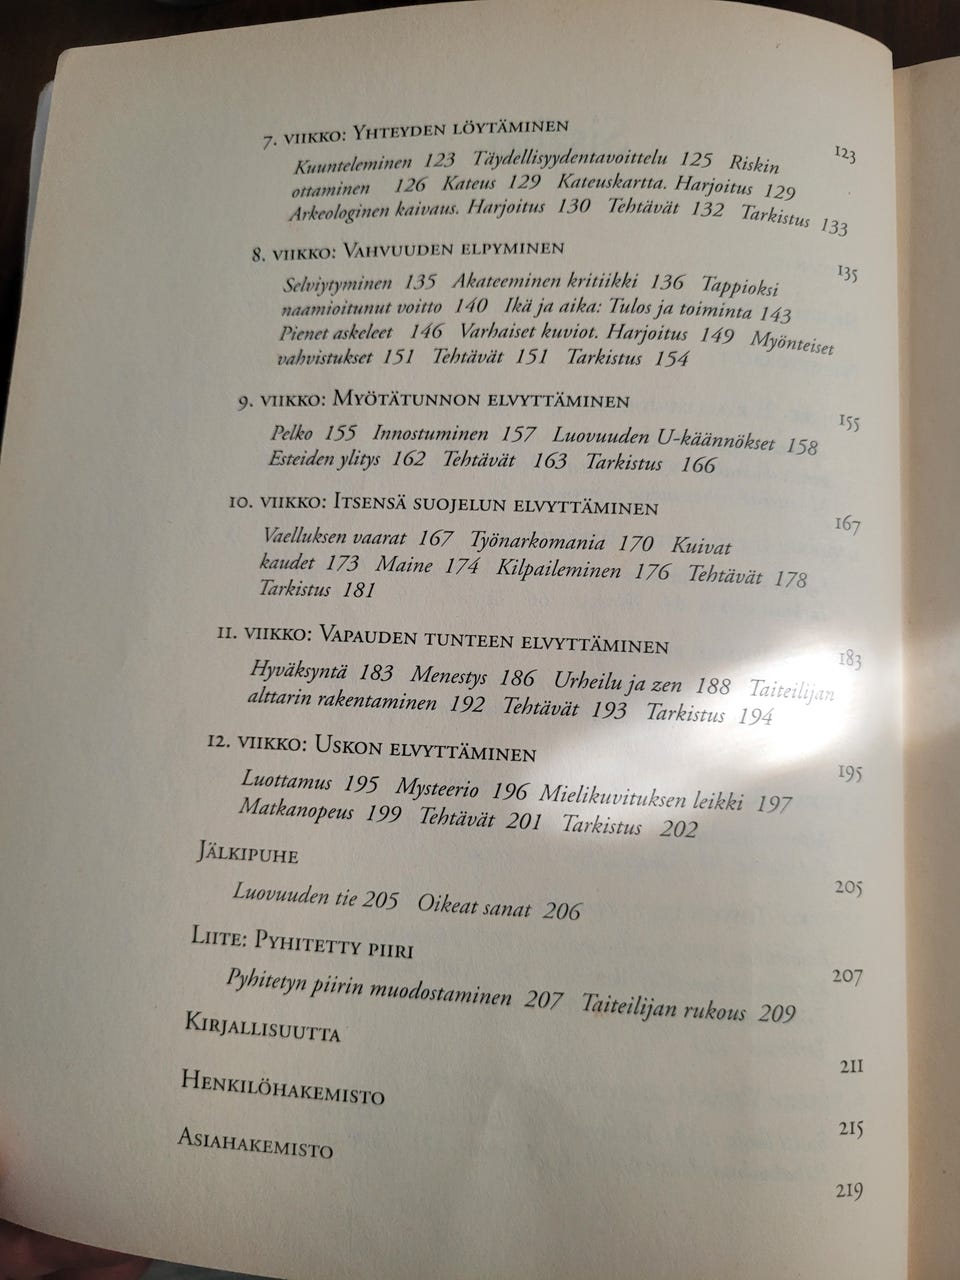 7. viikko: Yhteyden löytäminen 123
Kuunteleminen 123 Täydellisyydentavoittelu 125 Riskin
ottaminen 126 Kateus 129 Kateuskartta. Harjoitus 129
Arkeologinen kaivaus. Harjoitus 130 Tehtävät 132 Tarkistus 133
8. viikko: Vahvuuden elpyminen 135
Selviytyminen 135 Akateeminen kritiikki 136 Tappioksi
naamioitunut voitto 140 Ikä ja aika: Tulos ja toiminta 143
Pienet askeleet 146 Varhaiset kuviot. Harjoitus 149 Myönteiset
vahvistukset 151 Tehtävät 151 Tarkistus 154
9. viikko: Myötätunnon elvyttäminen 155
Pelko 155 Innostuminen 157 Luovuuden U-käännökset 158
Esteiden ylitys 162 Tehtävät 163 Tarkistus 166
10. viikko: Itsensä suojelun elvyttäminen 167
Vaelluksen vaarat 167 Työnarkomania 170 Kuivat
kaudet 173 Maine 174 Kilpaileminen 176 Tehtävät 178
Tarkistus 181
11. viikko: Vapauden tunteen elvyttäminen 183
Hyväksyntä 183 Menestys 186 Urheilu ja zen 188 Taiteilijan
alttarin rakentaminen 192 Tehtävät 193 Tarkistus 194
12. viikko: Uskon elvyttäminen 195
Luottamus 195 Mysteerio 196 Mielikuvituksen leikki 197
Matkanopeus 199 Tehtävät 201 Tarkistus 202
Jälkipuhe 205
Luovuuden tie 205 Oikeat sanat 206
Liite: Pyhitetty piiri 207
Pyhitetyn piirin muodostaminen 207 Taiteilijan rukous 209
Kirjallisuutta 211
Henkilöhakemisto 215
Asiahakemisto 219